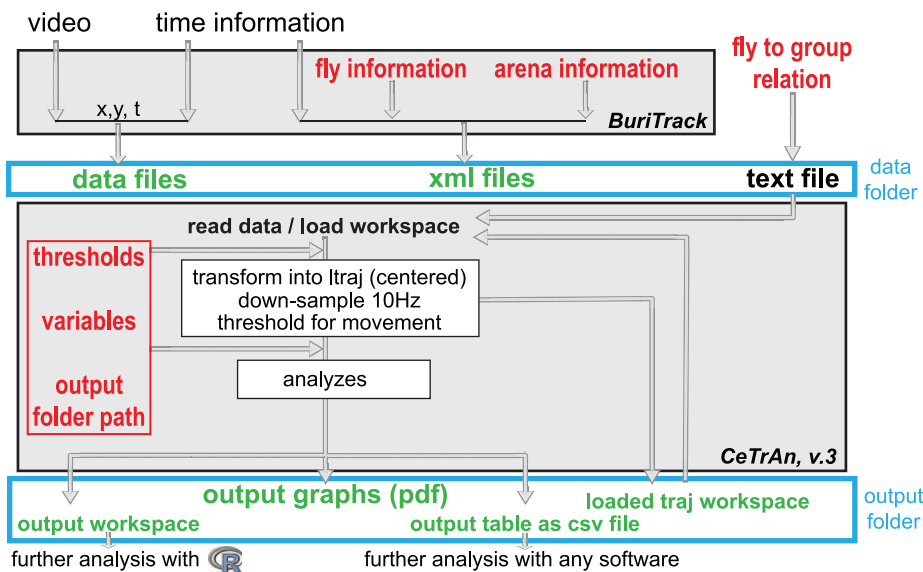 video
time information
fly information
arena information
fly to group
relation
x,y, t
BuriTrack
data files
xml files
text file
data
folder
read data / load workspace
thresholds
variables
output
folder path
transform into ltraj (centered)
down-sample 10Hz
threshold for movement
analyzes
CeTrAn, v.3
output graphs (pdf)
loaded traj workspace
output workspace
output table as csv file
output
folder
further analysis with R
further analysis with any software